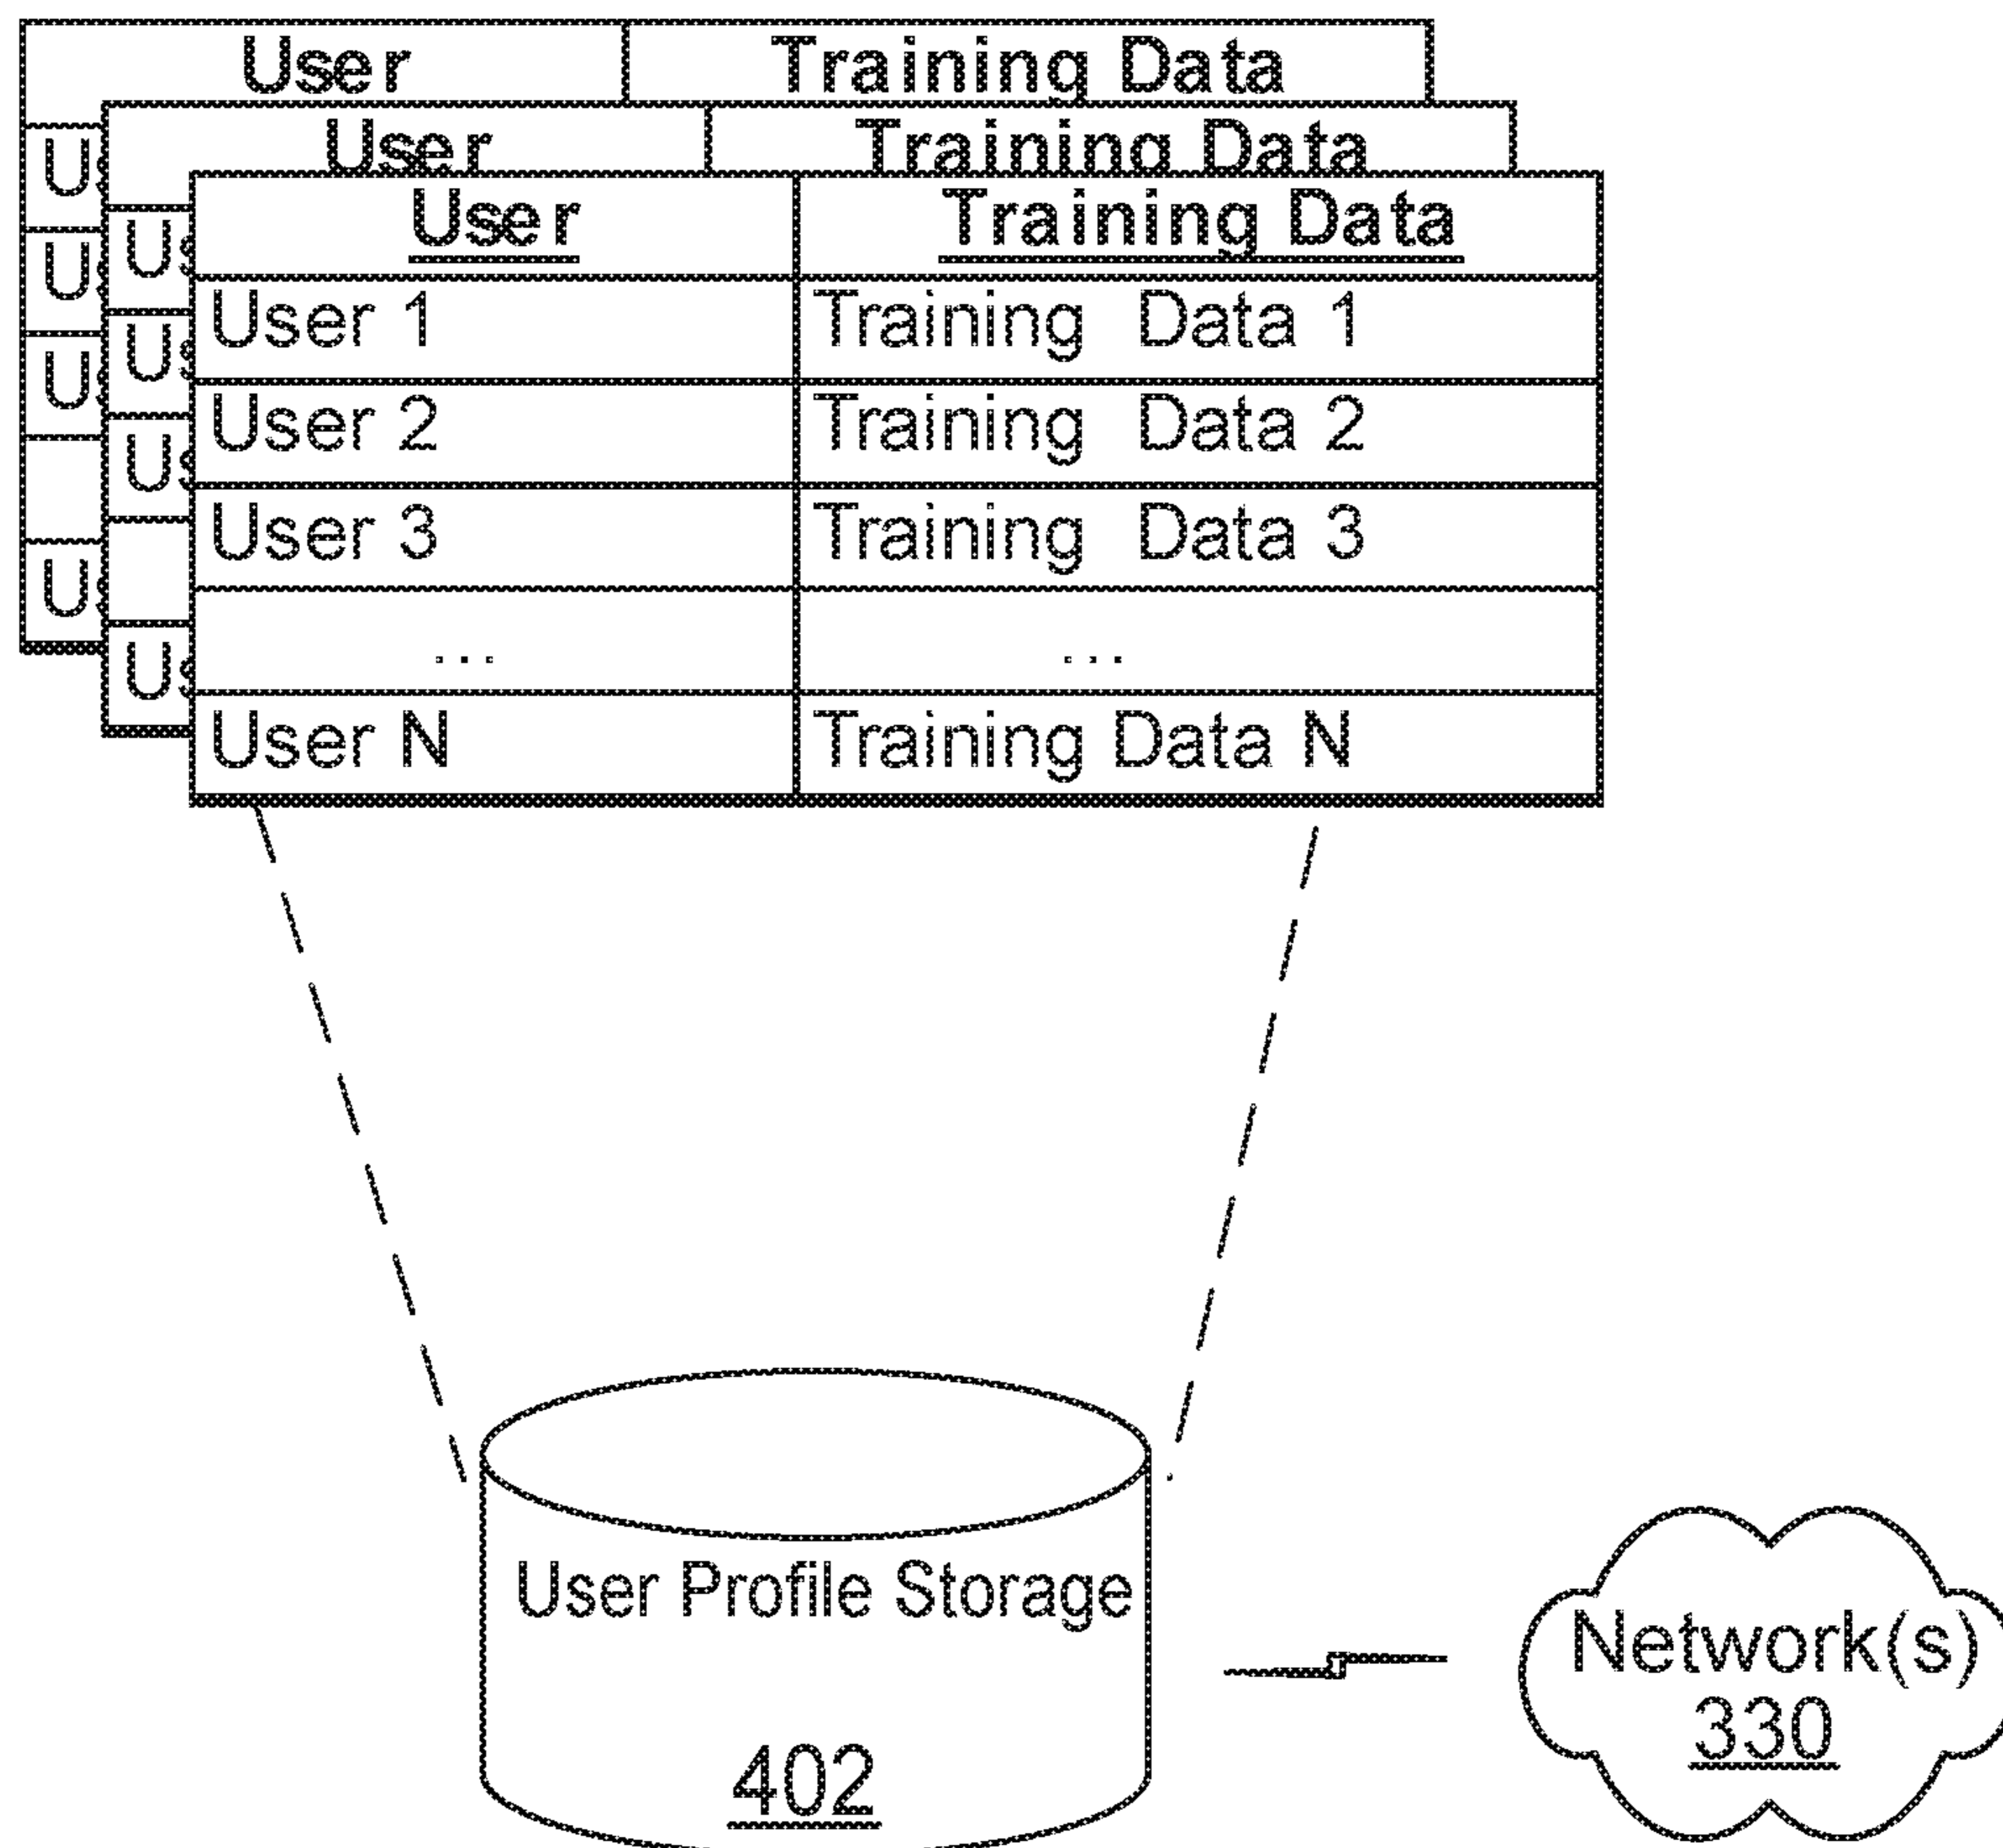 User Training Data
User Training Data
User Training Data
User 1 Training Data 1
User 2 Training Data 2
User 3 Training Data 3
... ...
User N Training Data N
User Profile Storage
402
Network(s)
330